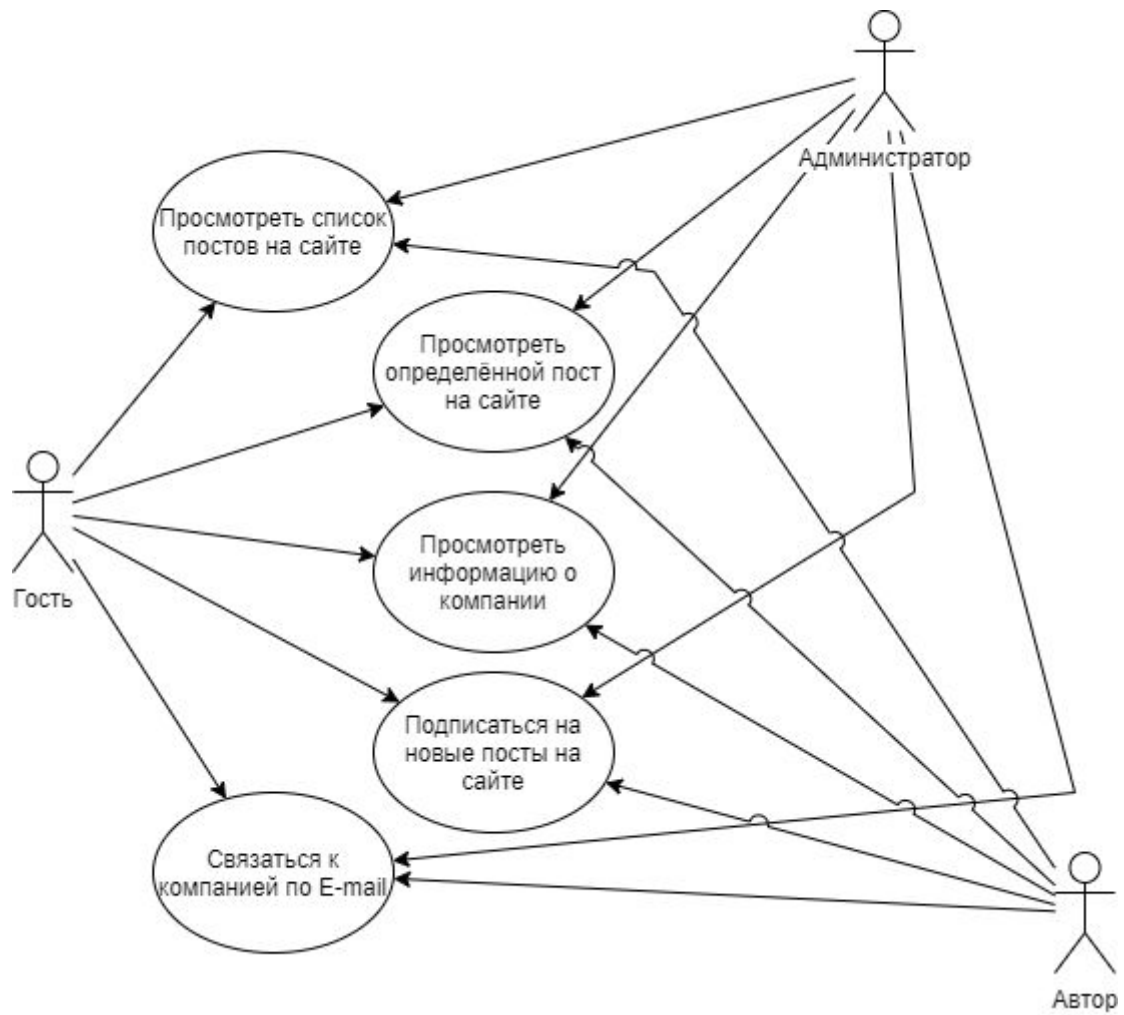 Администратор
Просмотреть список
постов на сайте
Просмотреть
определённой пост
на сайте
Гость
Просмотреть
информацию о
компании
Подписаться на
новые посты на
сайте
Связаться к
компанией по E-mail
Автор